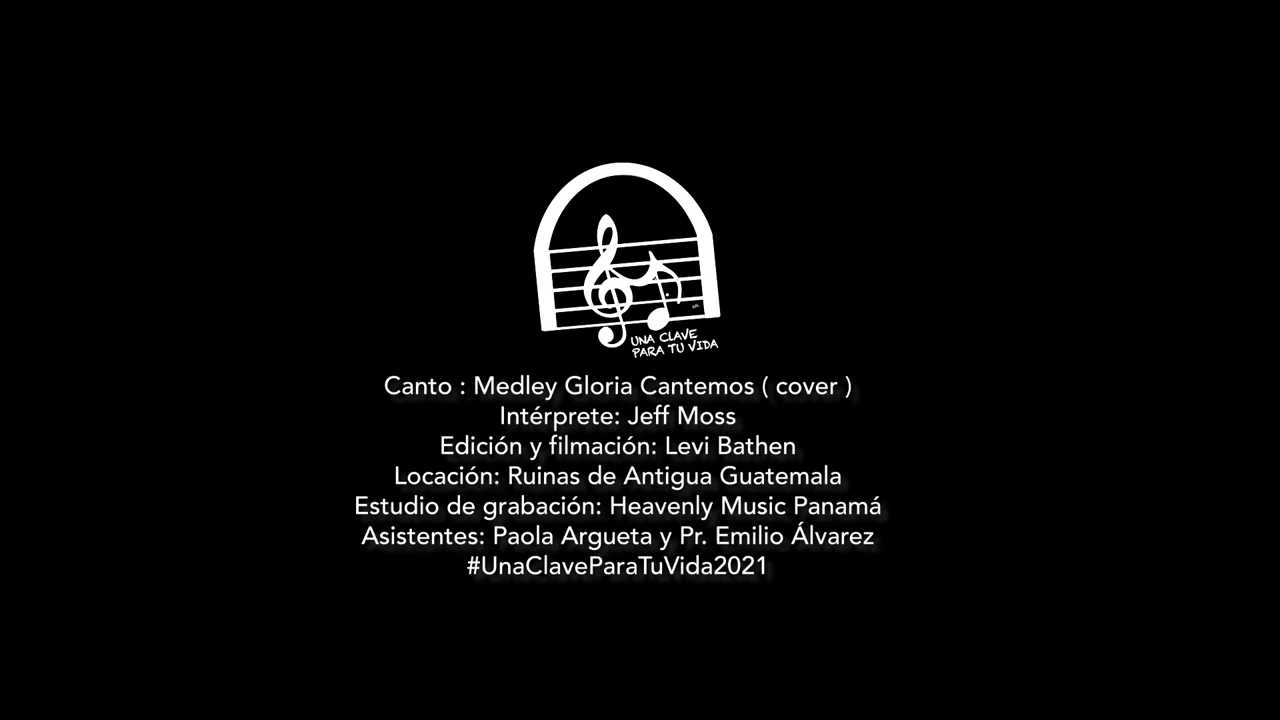 UNA CLAVE
PARA TU VIDA
Canto : Medley Gloria Cantemos ( cover )
Intérprete: Jeff Moss
Edición y filmación: Levi Bathen
Locación: Ruinas de Antigua Guatemala
Estudio de grabación: Heavenly Music Panamá
Asistentes: Paola Argueta y Pr. Emilio Álvarez
#UnaClaveParaTuVida2021